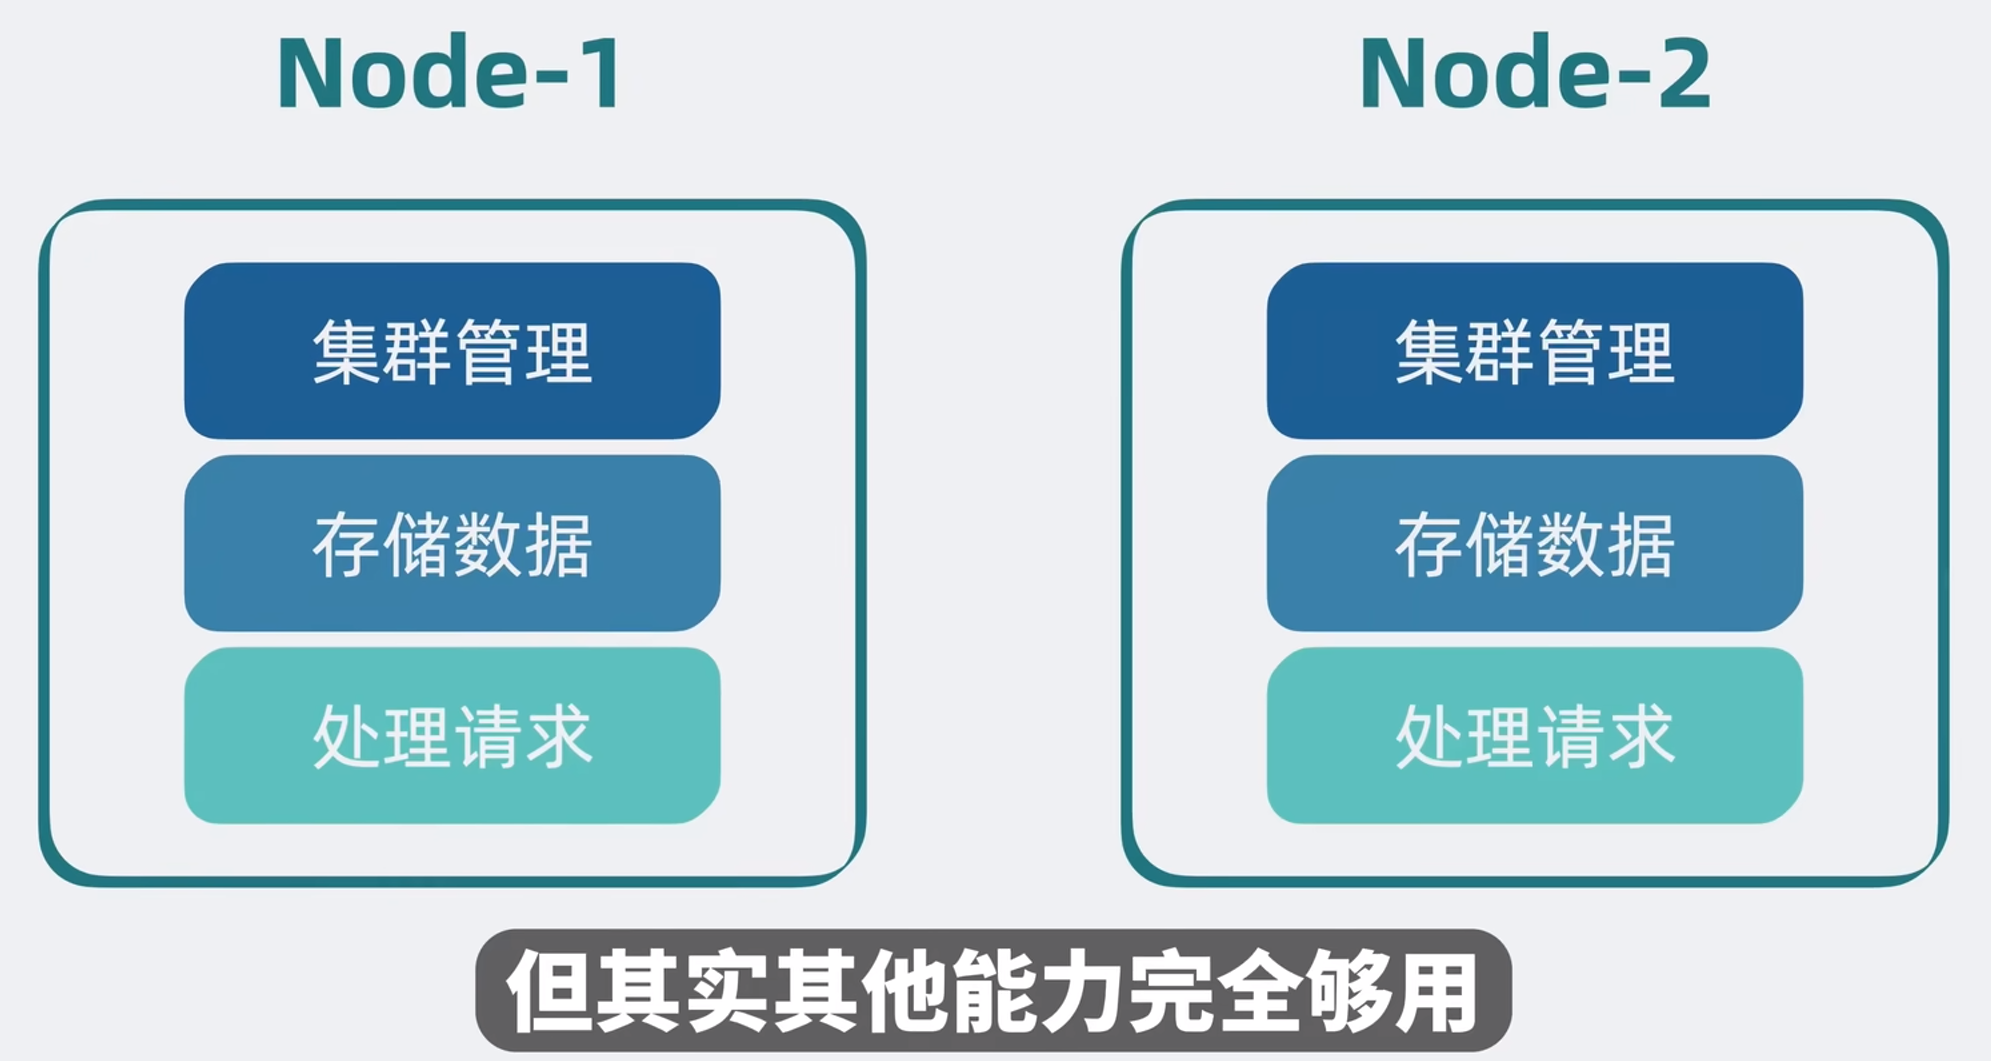 Node-1
Node-2
集群管理
存储数据
处理请求
集群管理
存储数据
处理请求
但其实其他能力完全够用